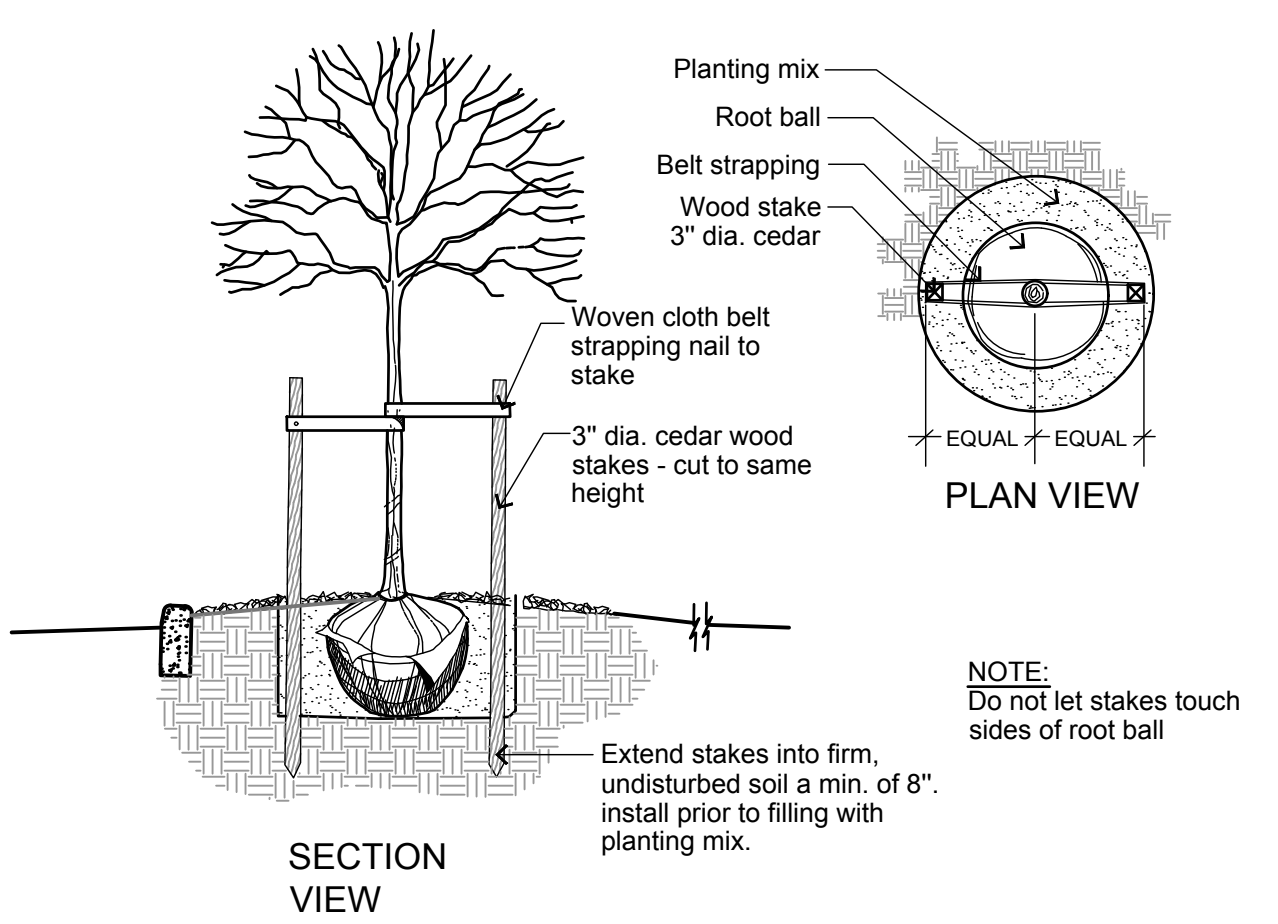 Planting mix
Root ball
Belt strapping
Wood stake
3" dia. cedar
Woven cloth belt
strapping nail to
stake
3" dia. cedar wood
stakes - cut to same
height
EQUAL
EQUAL
PLAN VIEW
NOTE:
Do not let stakes touch
sides of root ball
Extend stakes into firm,
undisturbed soil a min. of 8".
install prior to filling with
planting mix.
SECTION
VIEW